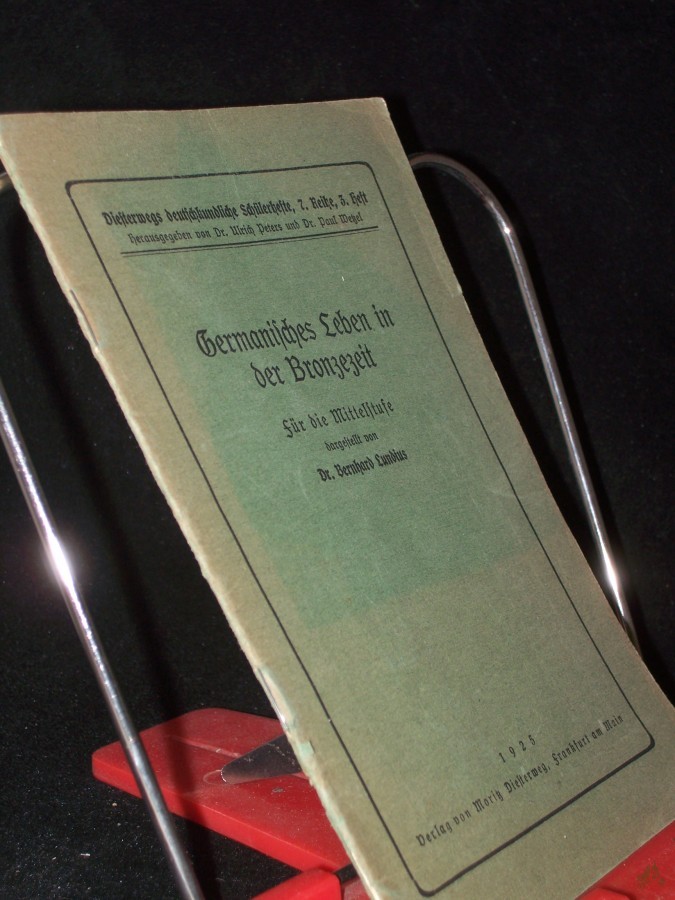 Diesterwegs deutschkundliche Schülerhefte, 7. Reihe, 3. Heft
Herausgegeben von Dr. Ulrich Peters und Dr. Paul Wetzel
Germanisches Leben in
der Bronzezeit
Für die Mittelstufe
dargestellt von
Dr. Bernhard Lundius
1925
Verlag von Moritz Diesterweg, Frankfurt am Main